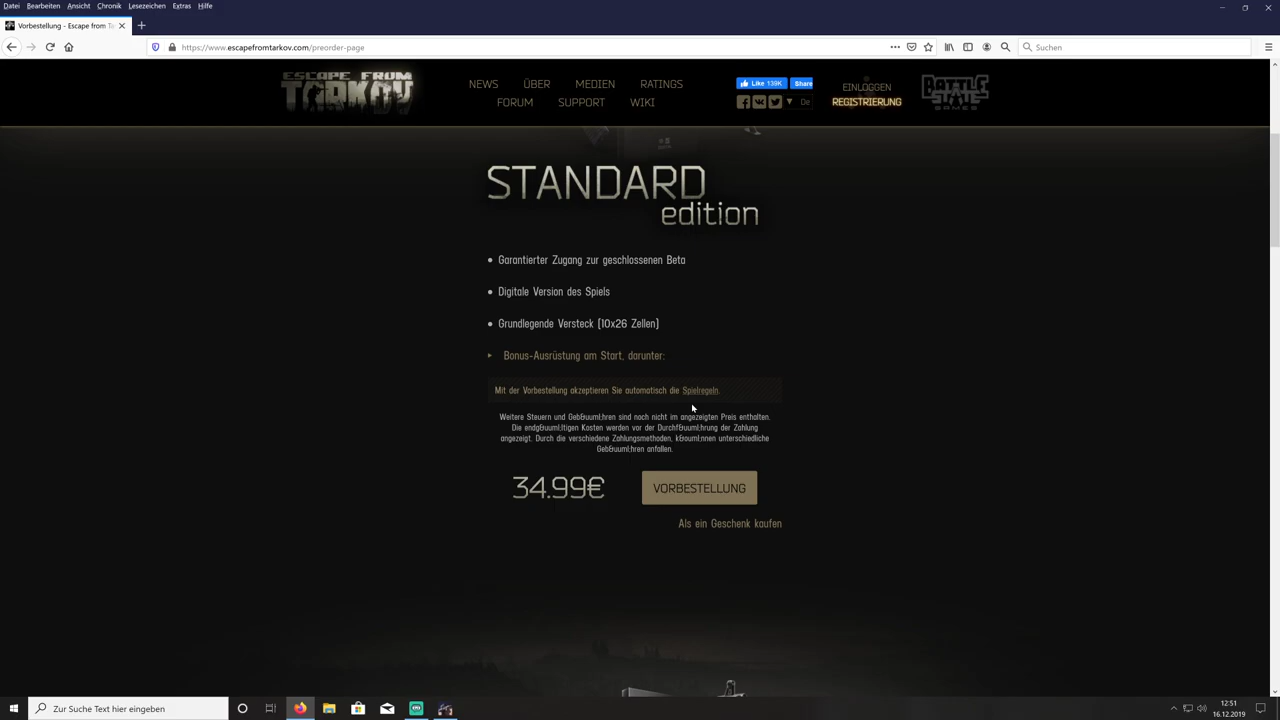 Datei Bearbeiten Ansicht Chronik Lesezeichen Extras Hilfe
Vorbestellung - Escape from Ta
https://www.escapefromtarkov.com/preorder-page
Suchen
ESCAPE FROM TARKOV
NEWS ÜBER MEDIEN RATINGS
FORUM SUPPORT WIKI
Like 139K Share
De
EINLOGGEN
REGISTRIERUNG
BATTLE STATE GAMES
STANDARD
edition
Garantierter Zugang zur geschlossenen Beta
Digitale Version des Spiels
Grundlegende Versteck [10x26 Zellen]
Bonus-Ausrüstung am Start, darunter:
Mit der Vorbestellung akzeptieren Sie automatisch die Spielregeln.
Weitere Steuern und Geb&uuml;hren sind noch nicht im angezeigten Preis enthalten.
Die endg&uuml;ltigen Kosten werden vor der Durchf&uuml;hrung der Zahlung
angezeigt. Durch die verschiedene Zahlungsmethoden, k&ouml;nnen unterschiedliche
Geb&uuml;hren anfallen.
34.99€ VORBESTELLUNG
Als ein Geschenk kaufen
Zur Suche Text hier eingeben
12:51
16.12.2019